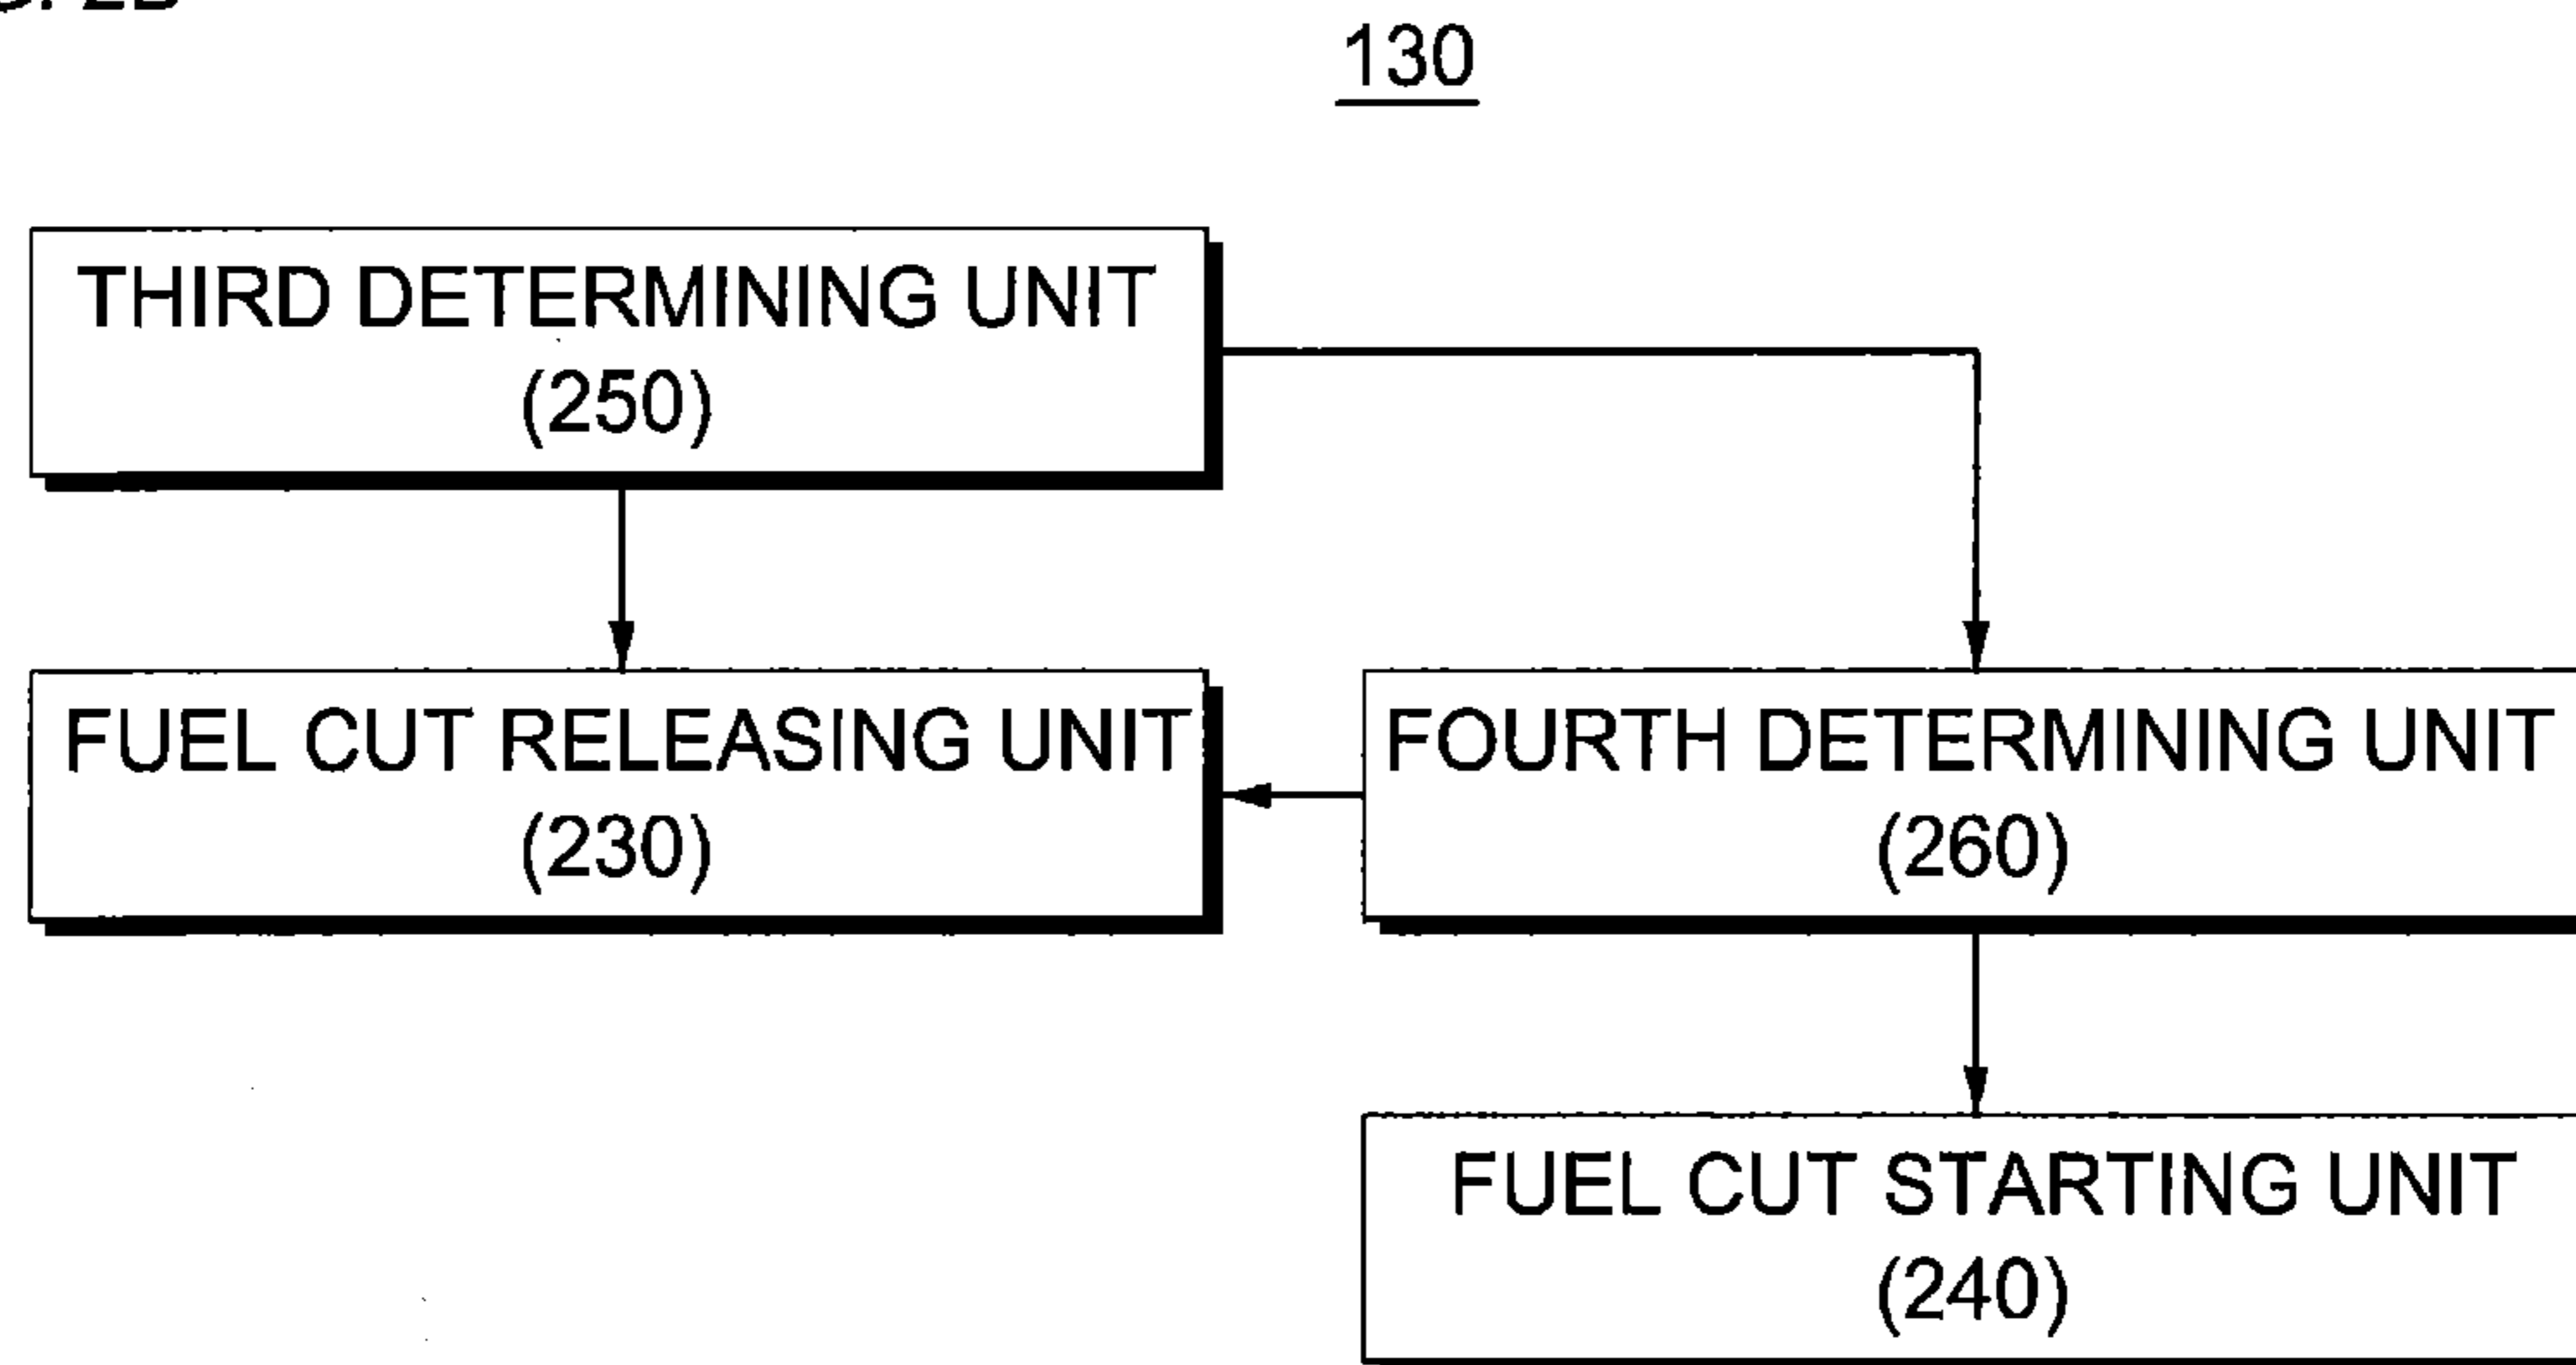 130
THIRD DETERMINING UNIT
(250)
FUEL CUT RELEASING UNIT
(230)
FOURTH DETERMINING UNIT
(260)
FUEL CUT STARTING UNIT
(240)